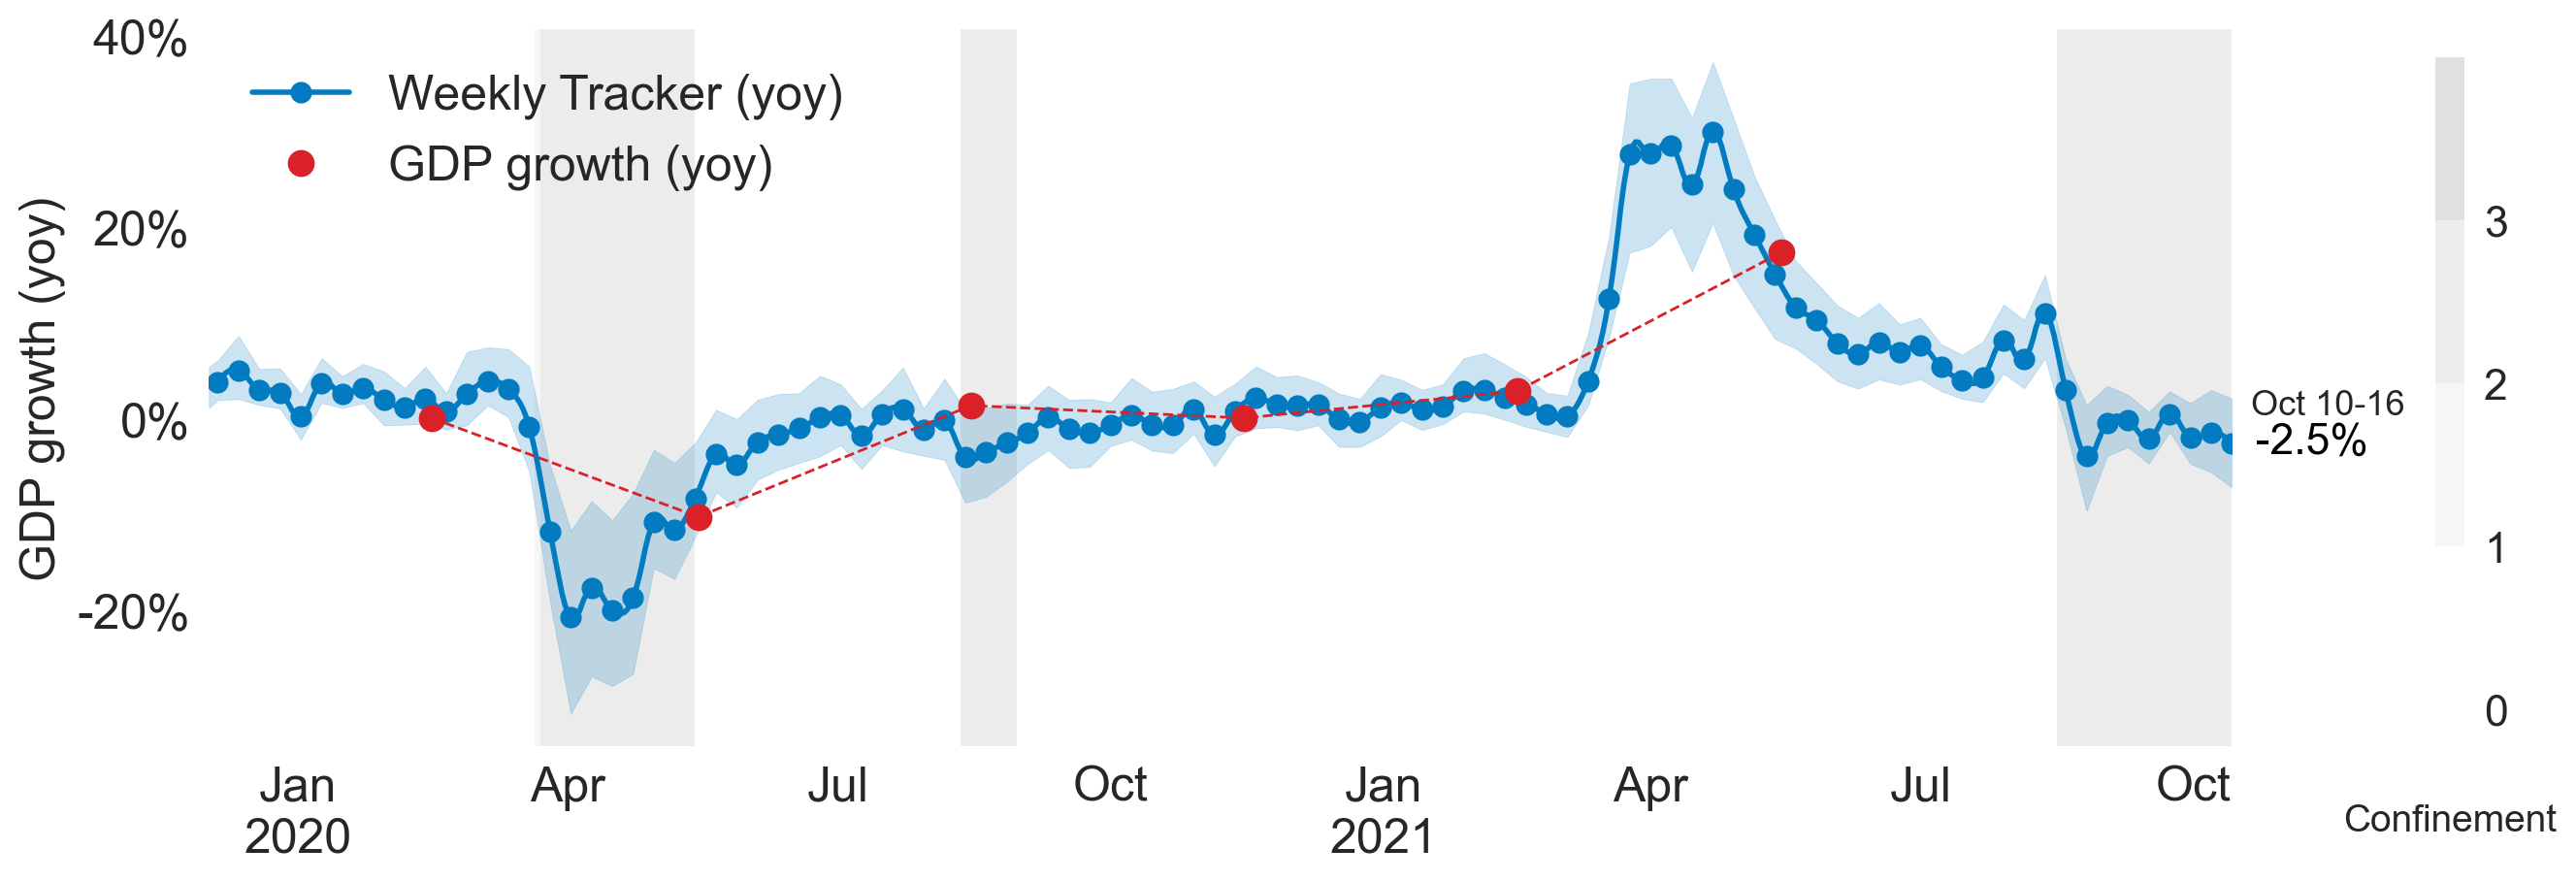 40%
20%
0%
-20%
GDP growth (yoy)
Weekly Tracker (yoy)
GDP growth (yoy)
Oct 10-16
-2.5%
3
2
1
0
Jan
2020
Apr
Jul
Oct
Jan
2021
Apr
Jul
Oct
Confinement